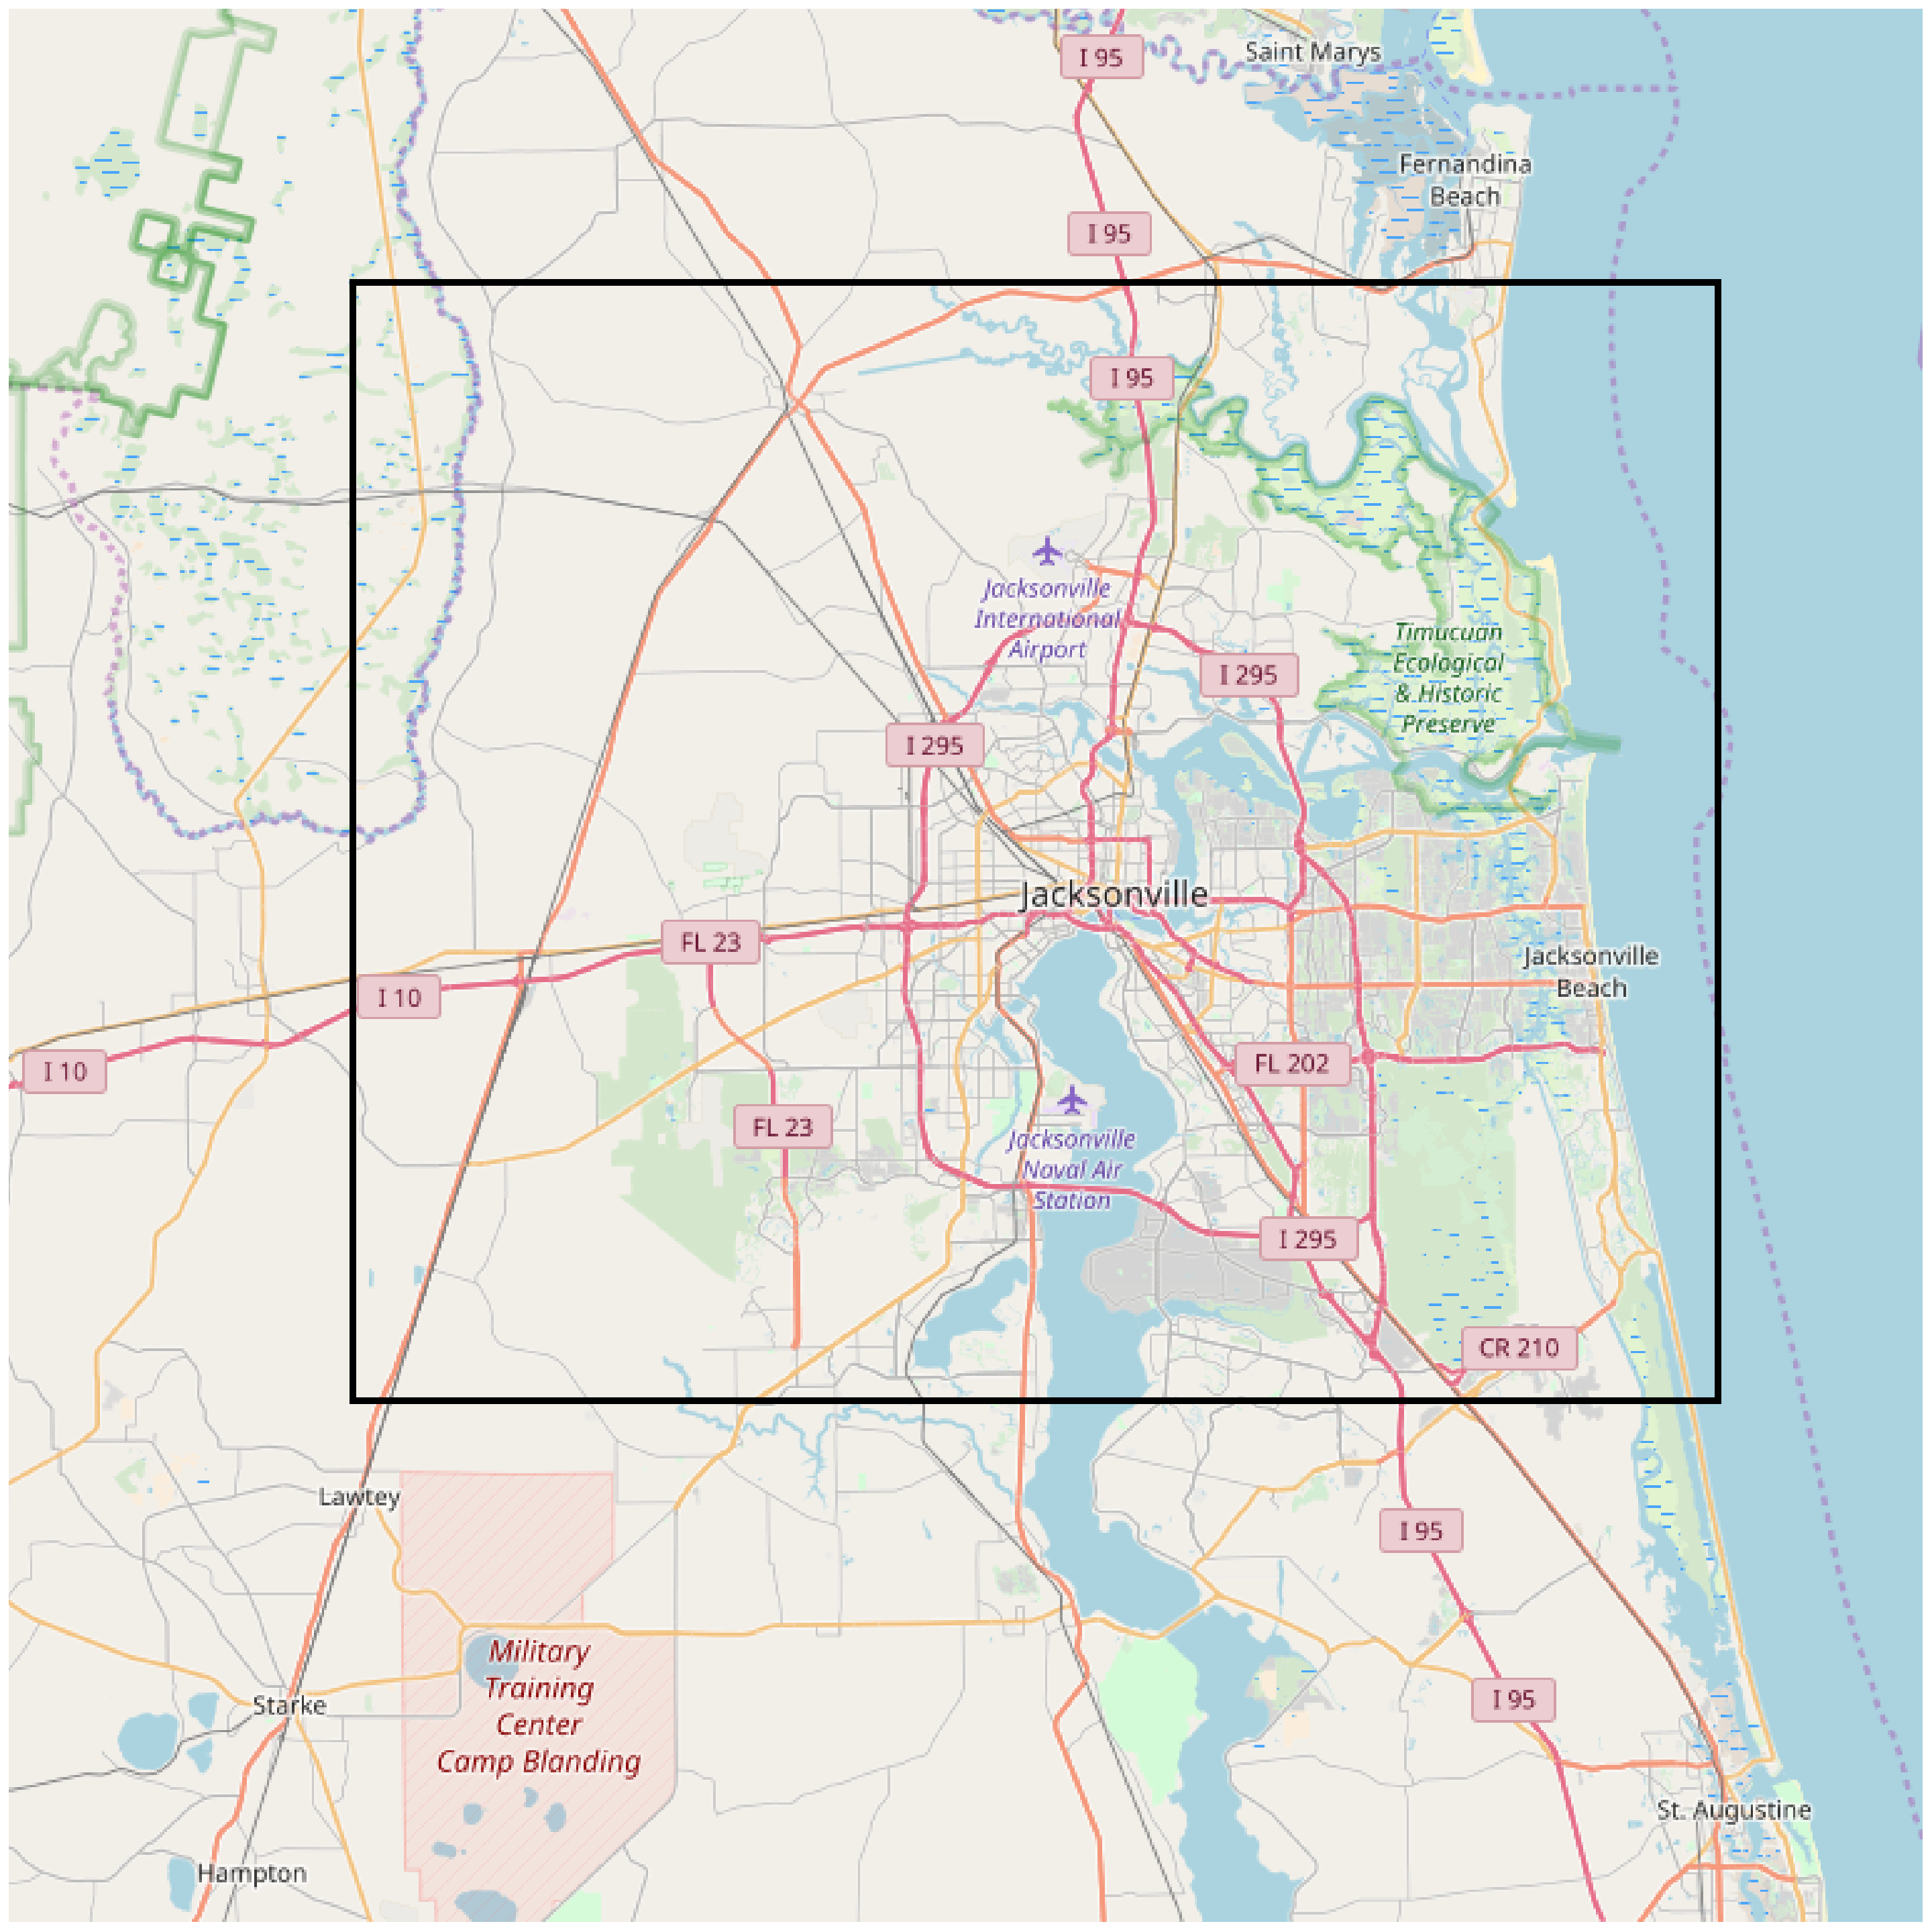 I 95
Saint Marys
Fernandina
Beach
I 95
I 95
Jacksonville
International
Airport
Timucuan
Ecological
& Historic
Preserve
I 295
I 295
Jacksonville
FL 23
Jacksonville
Beach
I 10
I 10
FL 202
FL 23
Jacksonville
Naval Air
Station
I 295
CR 210
Lawtey
I 95
Military
Training
Center
Camp Blanding
Starke
I 95
St. Augustine
Hampton